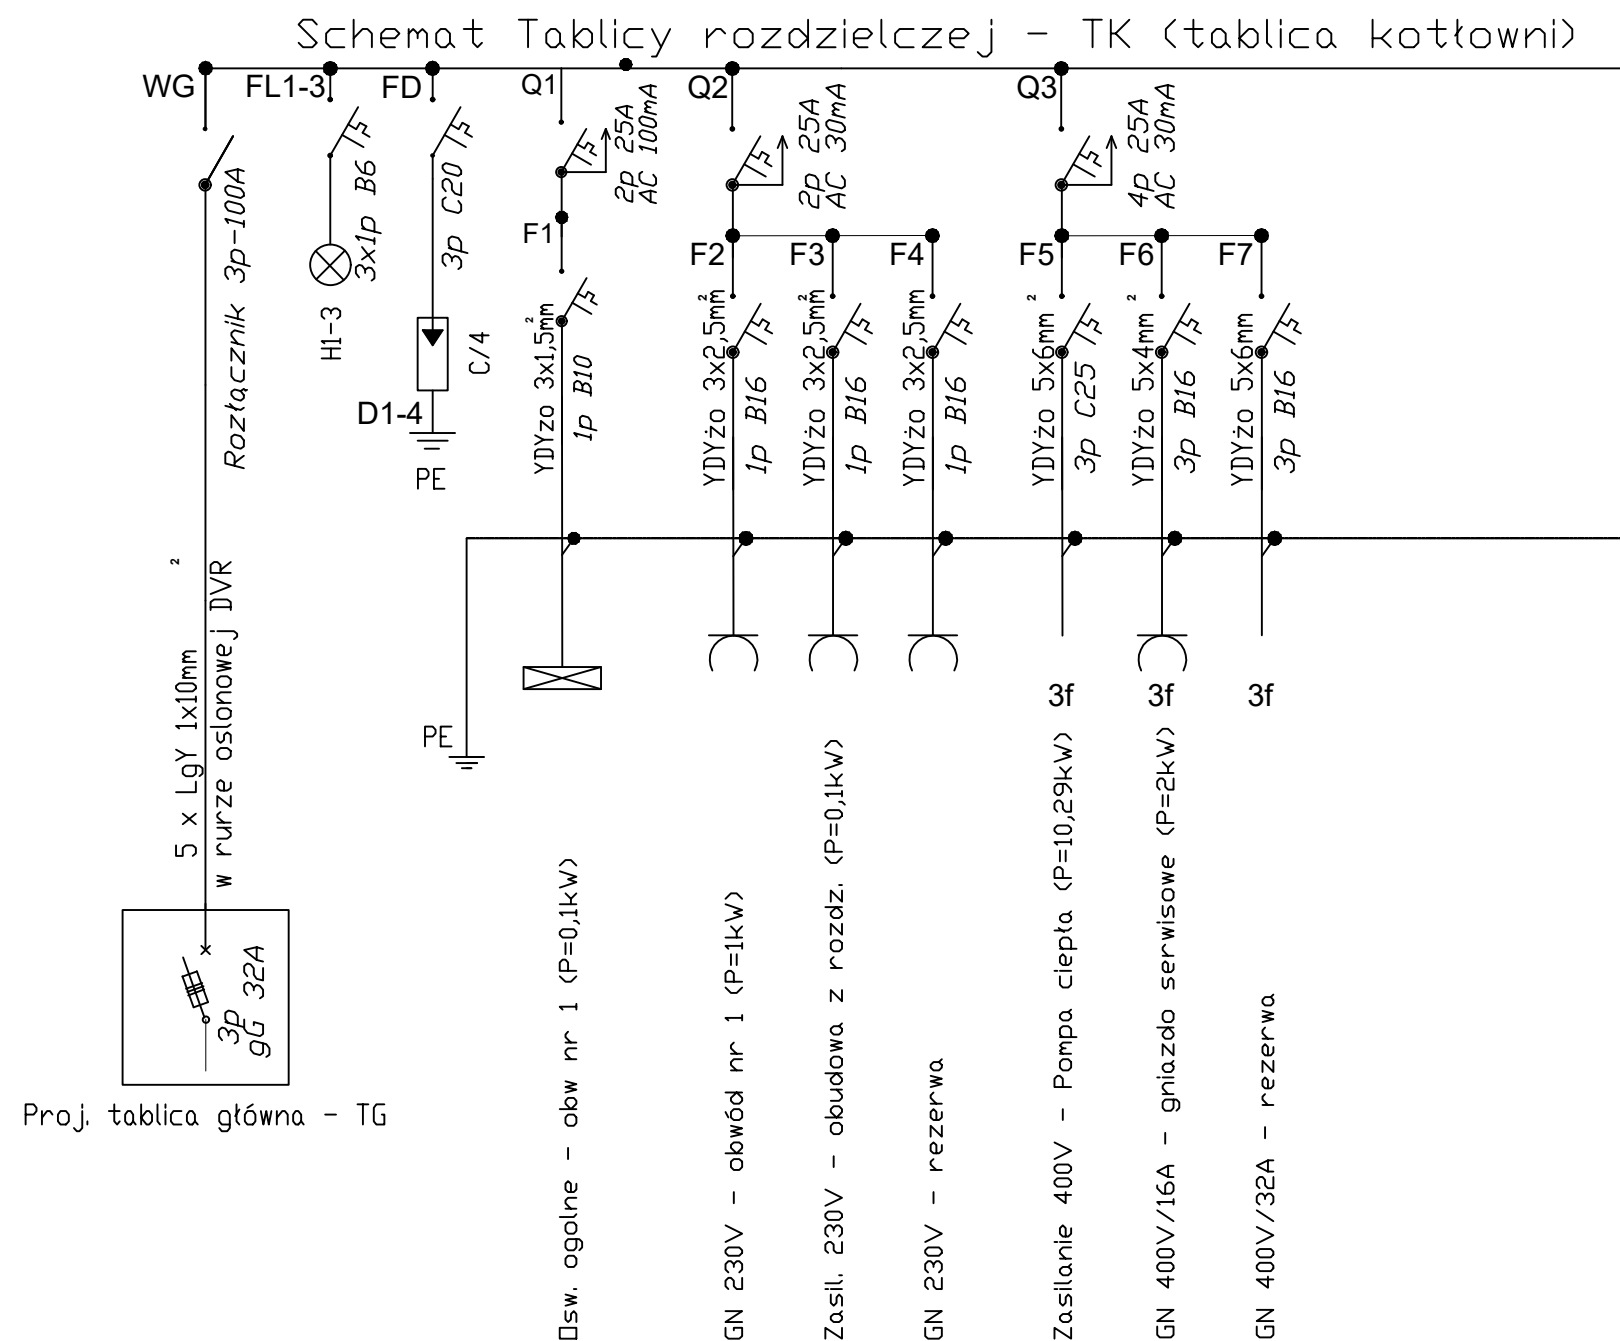 Schemat Tablicy rozdzielczej - TK (tablica kotłowni)
WG
FL1-3
FD
Q1
Q2
Q3
Rozłącznik 3p-100A
3x1p B6
H1-3
3p C20
C/4
D1-4
PE
2p 25A
AC 100mA
F1
YDYżo 3x1,5mm²
1p B10
2p 25A
AC 30mA
F2
F3
F4
YDYżo 3x2,5mm²
1p B16
YDYżo 3x2,5mm²
1p B16
YDYżo 3x2,5mm
1p B16
4p 25A
AC 30mA
F5
F6
F7
YDYżo 5x6mm²
3p C25
YDYżo 5x4mm²
3p B16
YDYżo 5x6mm
3p B16
5 x LgY 1x10mm²
w rurze osłonowej DVR
PE
3f
3f
3f
3p
gG 32A
Proj. tablica główna - TG
Osw. ogolne - obw nr 1 (P=0,1kW)
GN 230V - obwód nr 1 (P=1kW)
Zasil. 230V - obudowa z rozdz. (P=0,1kW)
GN 230V - rezerwa
Zasilanie 400V - Pompa ciepła (P=10,29kW)
GN 400V/16A - gniazdo serwisowe (P=2kW)
GN 400V/32A - rezerwa